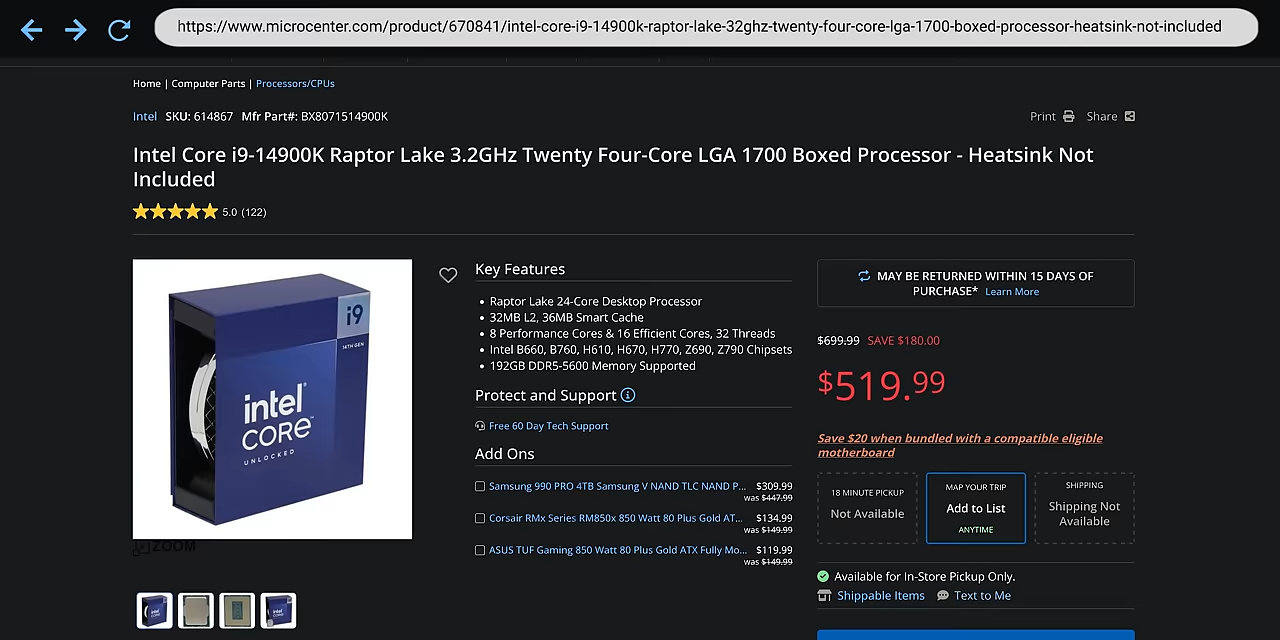 https://www.microcenter.com/product/670841/intel-core-i9-14900k-raptor-lake-32ghz-twenty-four-core-lga-1700-boxed-processor-heatsink-not-included
Home | Computer Parts | Processors/CPUs
Intel SKU: 614867 Mfr Part#: BX8071514900K
Print Share
Intel Core i9-14900K Raptor Lake 3.2GHz Twenty Four-Core LGA 1700 Boxed Processor - Heatsink Not
Included
5.0 (122)
i9
14TH GEN
intel
CORE™
UNLOCKED
ZOOM
Key Features
• Raptor Lake 24-Core Desktop Processor
• 32MB L2, 36MB Smart Cache
• 8 Performance Cores & 16 Efficient Cores, 32 Threads
• Intel B660, B760, H610, H670, H770, Z690, Z790 Chipsets
• 192GB DDR5-5600 Memory Supported
Protect and Support
Free 60 Day Tech Support
Add Ons
Samsung 990 PRO 4TB Samsung V NAND TLC NAND P... $309.99
was $447.99
Corsair RMx Series RM850x 850 Watt 80 Plus Gold AT... $134.99
was $149.99
ASUS TUF Gaming 850 Watt 80 Plus Gold ATX Fully Mo... $119.99
was $149.99
MAY BE RETURNED WITHIN 15 DAYS OF
PURCHASE* Learn More
$699.99 SAVE $180.00
$519.99
Save $20 when bundled with a compatible eligible
motherboard
18 MINUTE PICKUP
Not Available
MAP YOUR TRIP
Add to List
ANYTIME
SHIPPING
Shipping Not
Available
Available for In-Store Pickup Only.
Shippable Items Text to Me